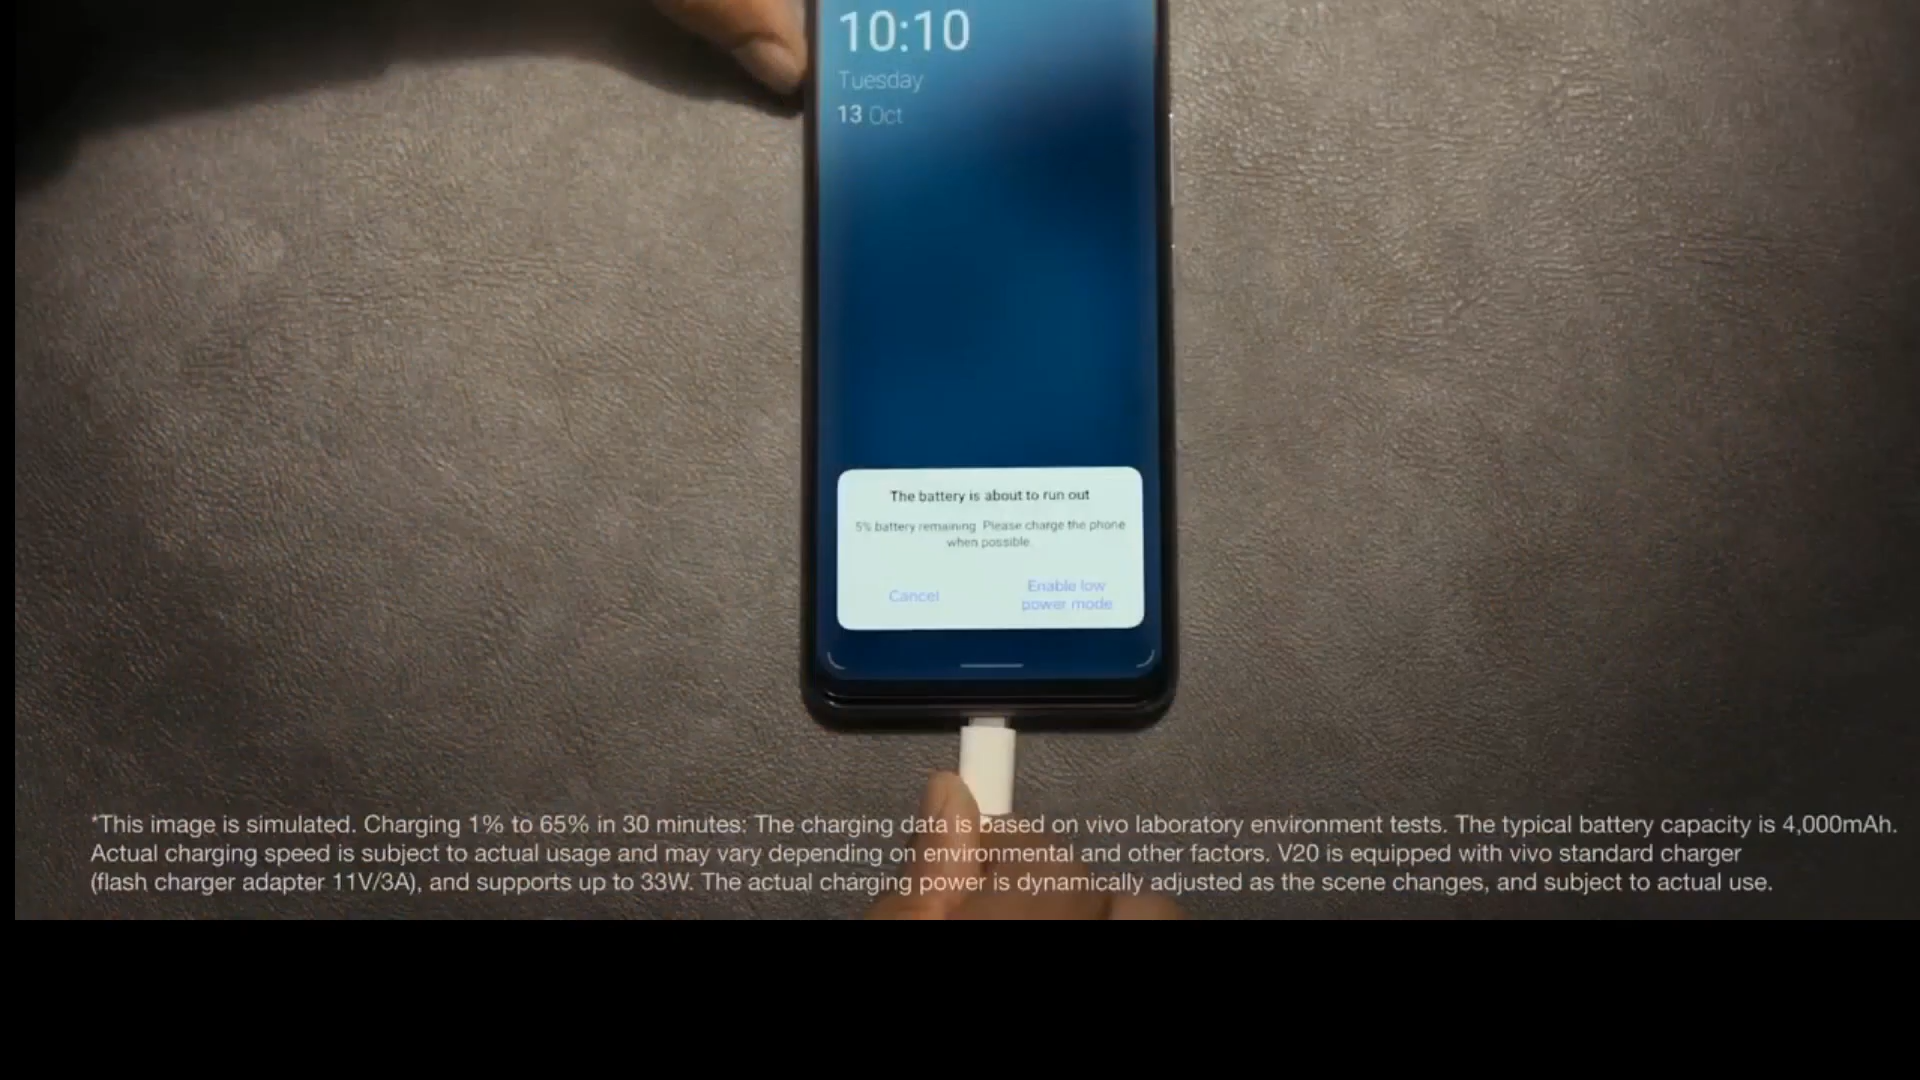 10:10
Tuesday
13 Oct
The battery is about to run out
5% battery remaining. Please charge the phone
when possible.
Cancel
Enable low
power mode
*This image is simulated. Charging 1% to 65% in 30 minutes: The charging data is based on vivo laboratory environment tests. The typical battery capacity is 4,000mAh.
Actual charging speed is subject to actual usage and may vary depending on environmental and other factors. V20 is equipped with vivo standard charger
(flash charger adapter 11V/3A), and supports up to 33W. The actual charging power is dynamically adjusted as the scene changes, and subject to actual use.